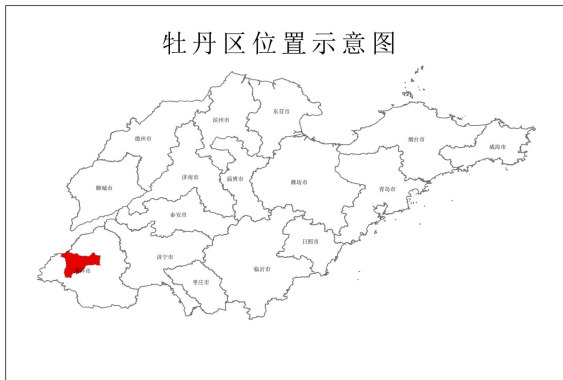 牡丹区位置示意图
滨州市
东营市
德州市
烟台市
威海市
聊城市
济南市
淄博市
潍坊市
青岛市
泰安市
日照市
济宁市
临沂市
枣庄市